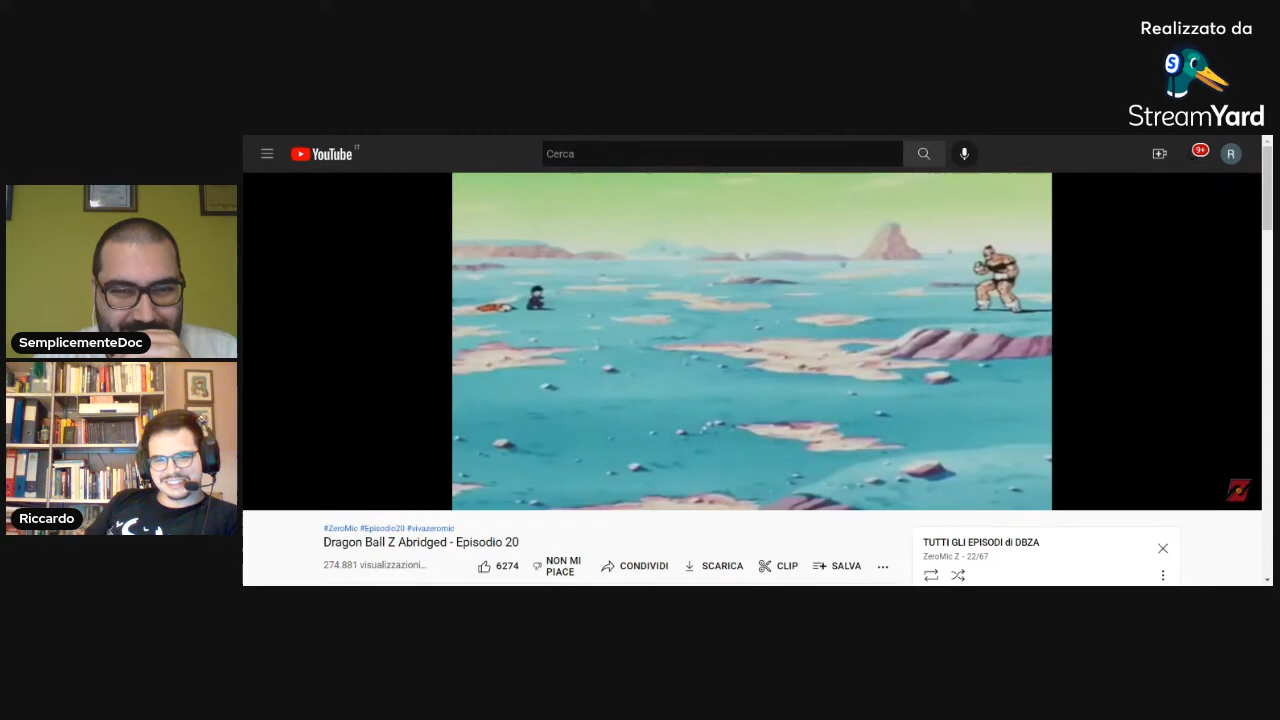 Realizzato da
S
StreamYard
YouTube IT
Cerca
9+
R
SemplicementeDoc
Riccardo
#ZeroMic #Episodio20 #vivazeromic
Dragon Ball Z Abridged - Episodio 20
274.881 visualizzazioni...
6274
NON MI PIACE
CONDIVIDI
SCARICA
CLIP
SALVA
TUTTI GLI EPISODI di DBZA
ZeroMic Z - 22/67